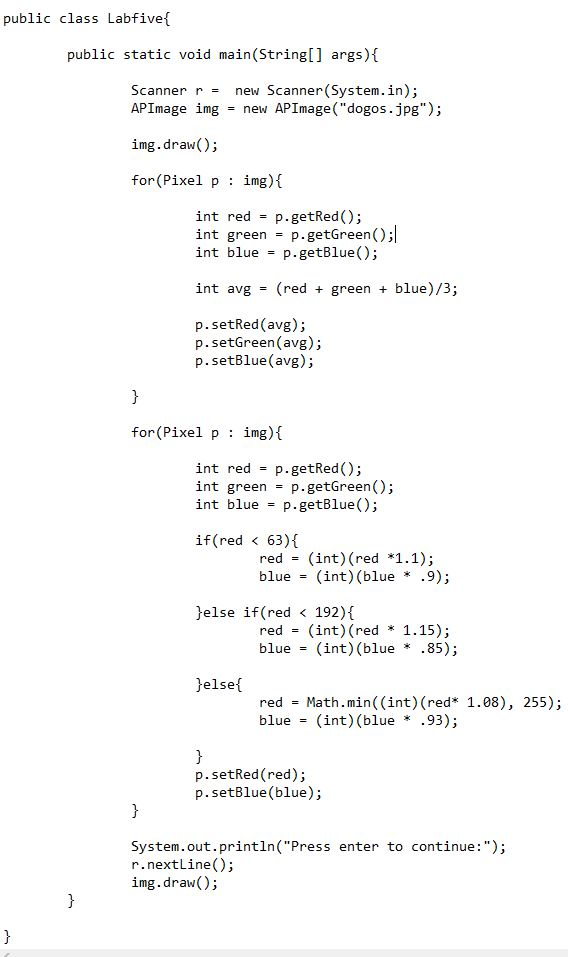 public class Labfive{
public static void main(String[] args){
Scanner r =  new Scanner(System.in);
APImage img = new APImage("dogos.jpg");
img.draw();
for(Pixel p : img){
int red = p.getRed();
int green = p.getGreen();
int blue = p.getBlue();
int avg = (red + green + blue)/3;
p.setRed(avg);
p.setGreen(avg);
p.setBlue(avg);
}
for(Pixel p : img){
int red = p.getRed();
int green = p.getGreen();
int blue = p.getBlue();
if(red < 63){
red = (int)(red *1.1);
blue = (int)(blue * .9);
}else if(red < 192){
red = (int)(red * 1.15);
blue = (int)(blue * .85);
}else{
red = Math.min((int)(red* 1.08), 255);
blue = (int)(blue * .93);
}
p.setRed(red);
p.setBlue(blue);
}
System.out.println("Press enter to continue:");
r.nextLine();
img.draw();
}
}